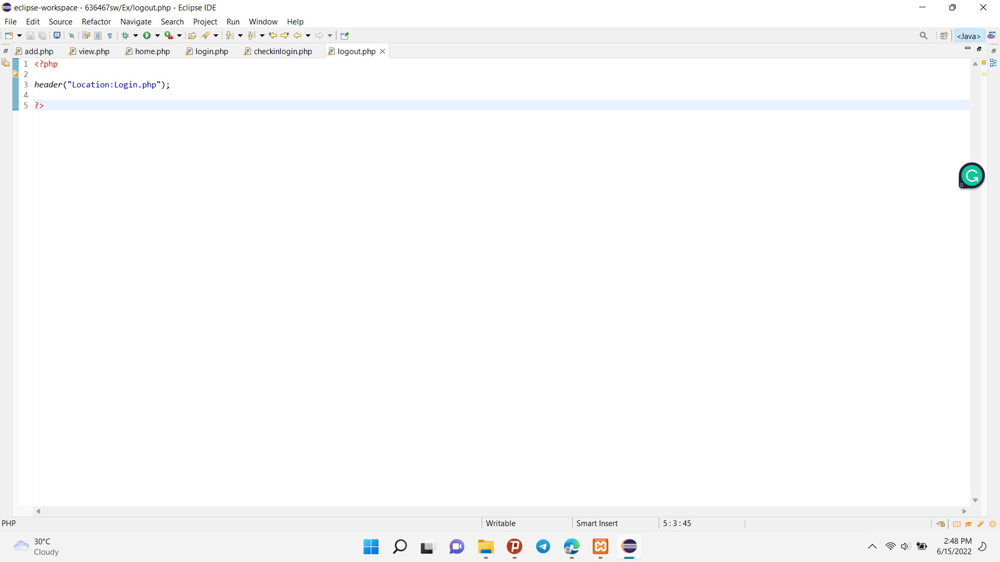 eclipse-workspace - 636467sw/Ex/logout.php - Eclipse IDE
File Edit Source Refactor Navigate Search Project Run Window Help
<Java>
add.php view.php home.php login.php checkinlogin.php logout.php
1 <?php
2
3 header("Location:Login.php");
4
5 ?>
PHP Writable Smart Insert 5 : 3 : 45
30°C
Cloudy
2:48 PM
6/15/2022